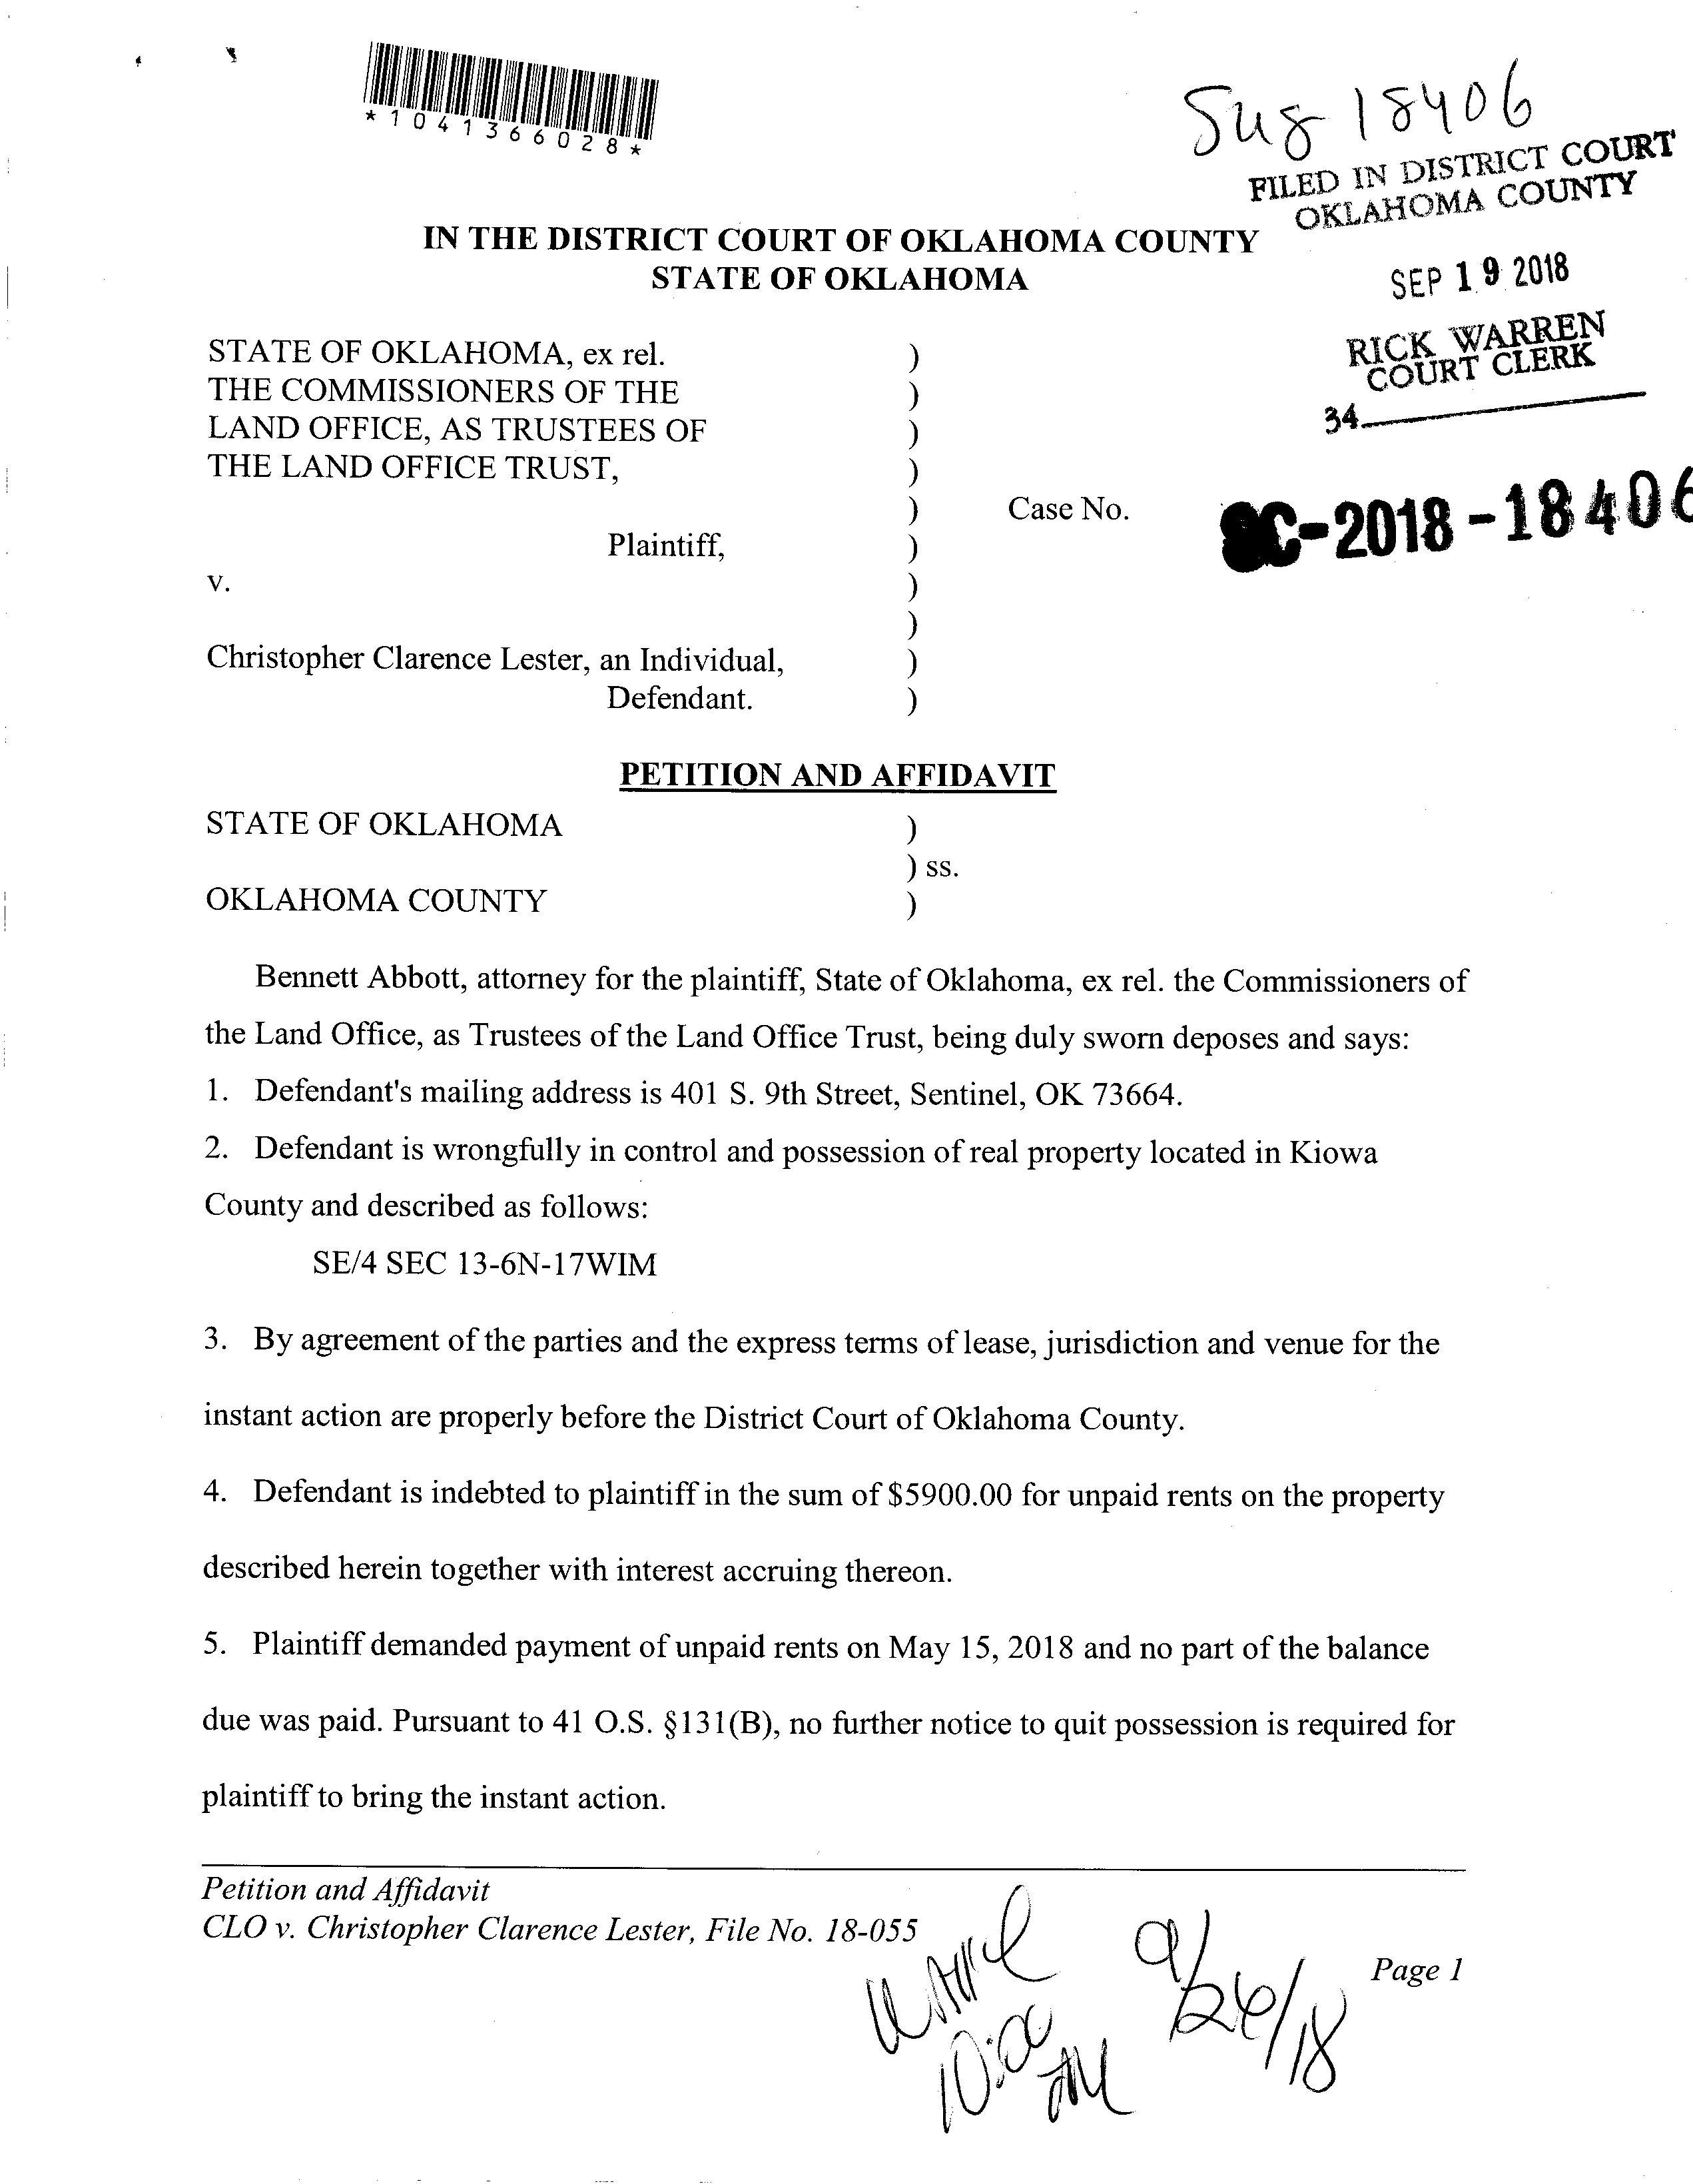 *1041366028*
18406
FILED IN DISTRICT COURT
OKLAHOMA COUNTY
IN THE DISTRICT COURT OF OKLAHOMA COUNTY
STATE OF OKLAHOMA
SEP 19 2018
RICK WARREN
COURT CLERK
34
STATE OF OKLAHOMA, ex rel. )
THE COMMISSIONERS OF THE )
LAND OFFICE, AS TRUSTEES OF )
THE LAND OFFICE TRUST, )
) Case No. SC-2018-18406
Plaintiff, )
v. )
)
Christopher Clarence Lester, an Individual, )
Defendant. )
PETITION AND AFFIDAVIT
STATE OF OKLAHOMA )
) ss.
OKLAHOMA COUNTY )
Bennett Abbott, attorney for the plaintiff, State of Oklahoma, ex rel. the Commissioners of
the Land Office, as Trustees of the Land Office Trust, being duly sworn deposes and says:
1. Defendant's mailing address is 401 S. 9th Street, Sentinel, OK 73664.
2. Defendant is wrongfully in control and possession of real property located in Kiowa
County and described as follows:
SE/4 SEC 13-6N-17WIM
3. By agreement of the parties and the express terms of lease, jurisdiction and venue for the
instant action are properly before the District Court of Oklahoma County.
4. Defendant is indebted to plaintiff in the sum of $5900.00 for unpaid rents on the property
described herein together with interest accruing thereon.
5. Plaintiff demanded payment of unpaid rents on May 15, 2018 and no part of the balance
due was paid. Pursuant to 41 O.S. §131(B), no further notice to quit possession is required for
plaintiff to bring the instant action.
Petition and Affidavit
CLO v. Christopher Clarence Lester, File No. 18-055
Page 1
9/26/18
10:00